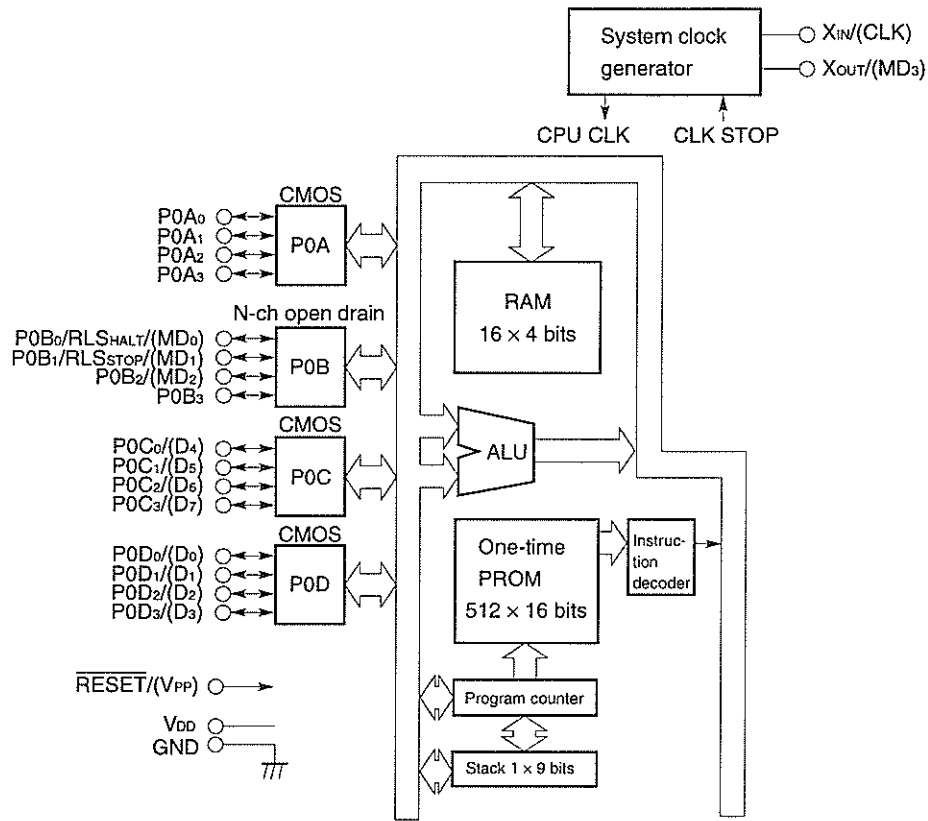 System clock
generator
XIN/(CLK)
XOUT/(MD3)
CPU CLK
CLK STOP
CMOS
P0A0
P0A1
P0A2
P0A3
P0A
N-ch open drain
P0B0/RLSHALT/(MD0)
P0B1/RLSSTOP/(MD1)
P0B2/(MD2)
P0B3
P0B
CMOS
P0C0/(D4)
P0C1/(D5)
P0C2/(D6)
P0C3/(D7)
P0C
CMOS
P0D0/(D0)
P0D1/(D1)
P0D2/(D2)
P0D3/(D3)
P0D
RESET/(VPP)
VDD
GND
RAM
16 × 4 bits
ALU
One-time
PROM
512 × 16 bits
Instruc-
tion
decoder
Program counter
Stack 1 × 9 bits